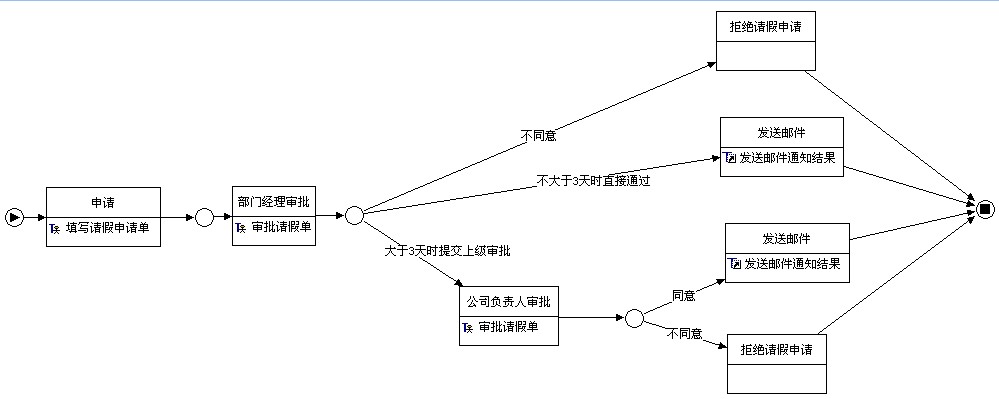 拒绝请假申请
不同意
发送邮件
发送邮件通知结果
不大于3天时直接通过
申请
填写请假申请单
部门经理审批
审批请假单
大于3天时提交上级审批
发送邮件
发送邮件通知结果
公司负责人审批
审批请假单
同意
不同意
拒绝请假申请